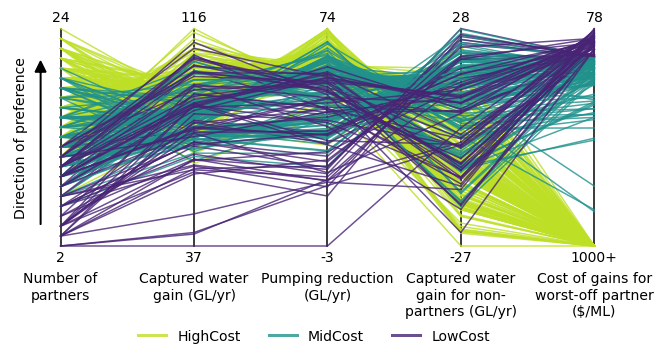 24 116 74 28 78
Direction of preference
2 37 -3 -27 1000+
Number of partners
Captured water gain (GL/yr)
Pumping reduction (GL/yr)
Captured water gain for non-partners (GL/yr)
Cost of gains for worst-off partner ($/ML)
HighCost MidCost LowCost